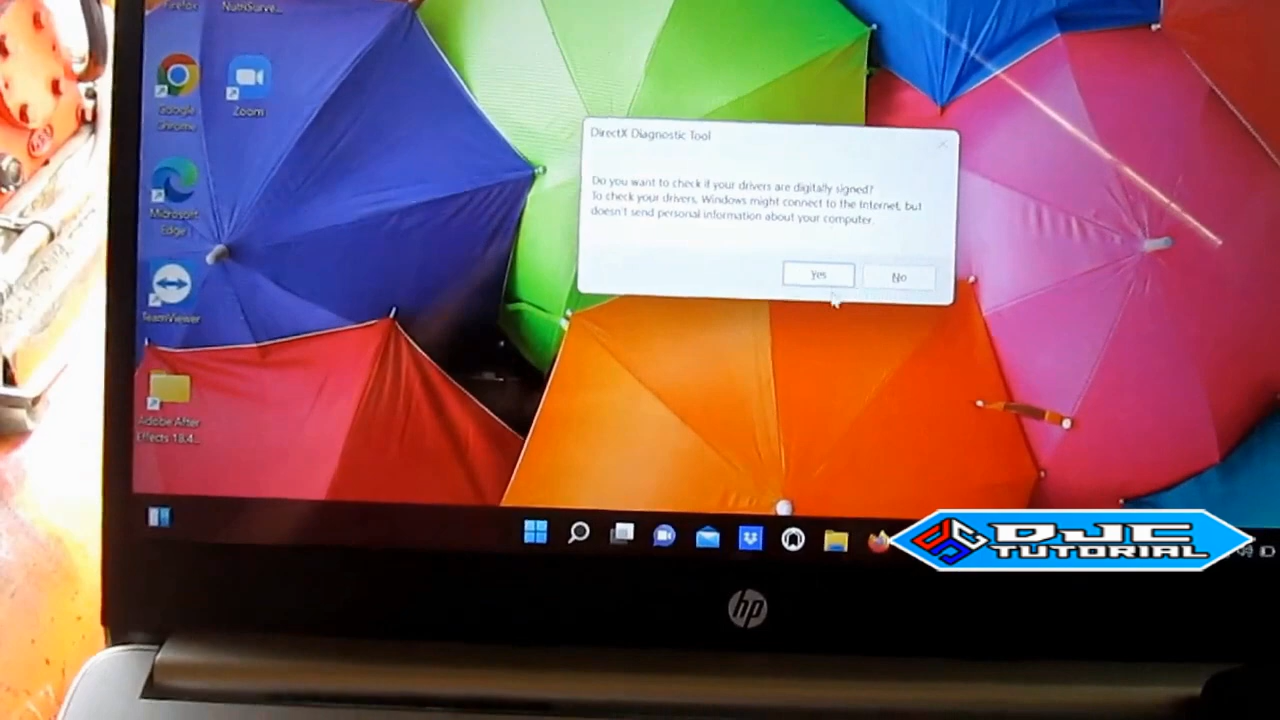 Firefox
NutriSurve...
Google
Chrome
Zoom
Microsoft
Edge
TeamViewer
Adobe After
Effects 18.4...
DirectX Diagnostic Tool
Do you want to check if your drivers are digitally signed?
To check your drivers, Windows might connect to the Internet, but
doesn't send personal information about your computer.
Yes
No
hp
DJC
TUTORIAL